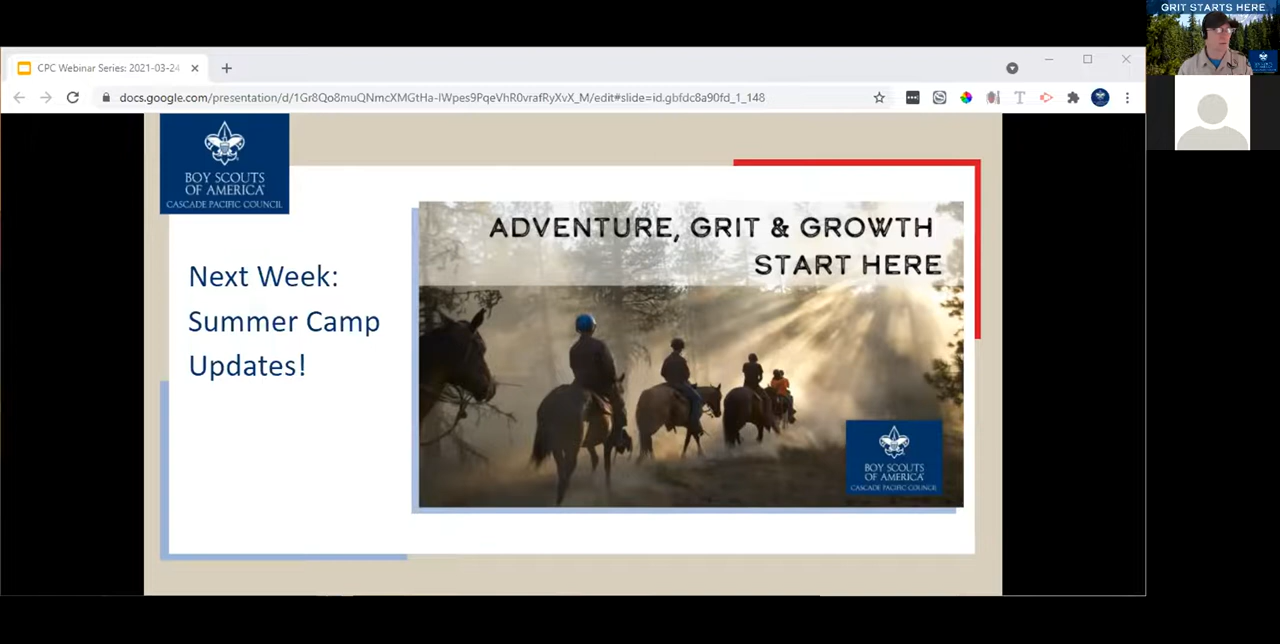 GRIT STARTS HERE
CPC Webinar Series: 2021-03-24
docs.google.com/presentation/d/1Gr8Qo8muQNmcXMGtHa-IWpes9PqeVhR0vrafRyXvX_M/edit#slide=id.gbfdc8a90fd_1_148
BOY SCOUTS
OF AMERICA
CASCADE PACIFIC COUNCIL
ADVENTURE, GRIT & GROWTH
START HERE
Next Week:
Summer Camp
Updates!
BOY SCOUTS
OF AMERICA
CASCADE PACIFIC COUNCIL